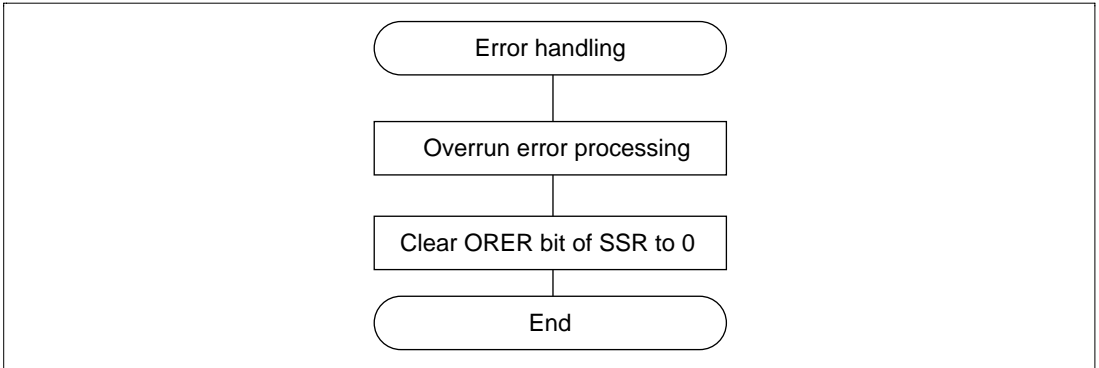 Error handling
Overrun error processing
Clear ORER bit of SSR to 0
End